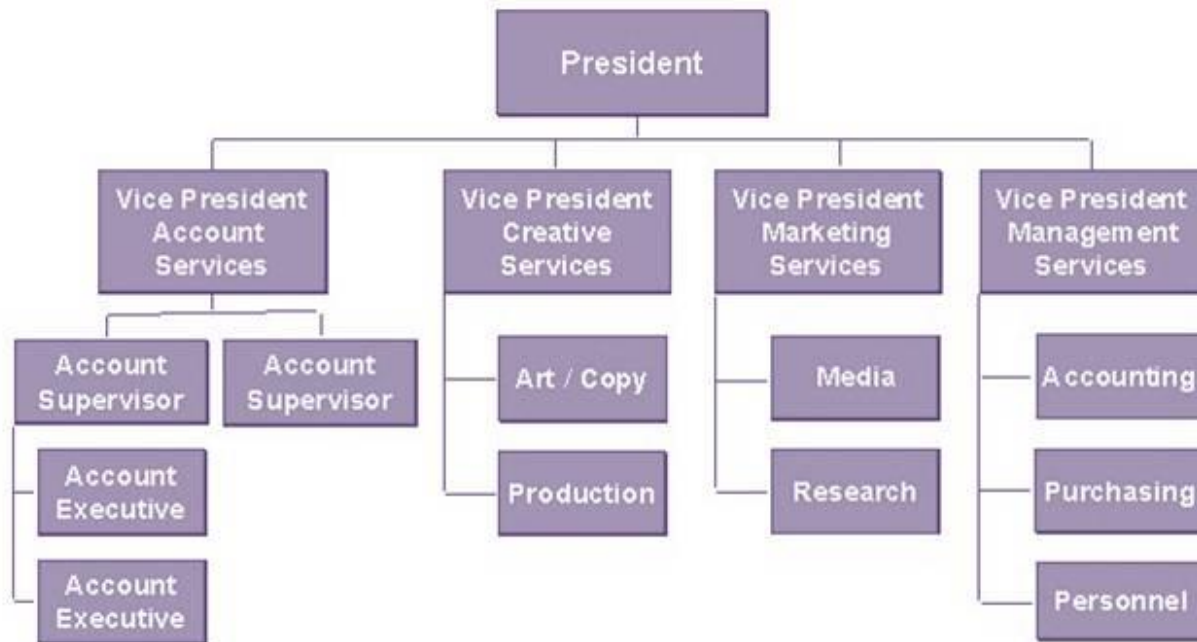 President
Vice President
Account
Services
Vice President
Creative
Services
Vice President
Marketing
Services
Vice President
Management
Services
Account
Supervisor
Account
Supervisor
Art / Copy
Media
Accounting
Account
Executive
Production
Research
Purchasing
Account
Executive
Personnel